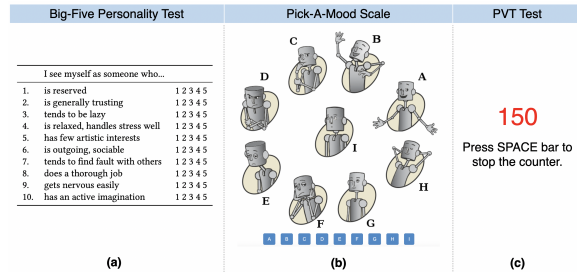 Big-Five Personality Test
Pick-A-Mood Scale
PVT Test
I see myself as someone who...
1. is reserved 1 2 3 4 5
2. is generally trusting 1 2 3 4 5
3. tends to be lazy 1 2 3 4 5
4. is relaxed, handles stress well 1 2 3 4 5
5. has few artistic interests 1 2 3 4 5
6. is outgoing, sociable 1 2 3 4 5
7. tends to find fault with others 1 2 3 4 5
8. does a thorough job 1 2 3 4 5
9. gets nervous easily 1 2 3 4 5
10. has an active imagination 1 2 3 4 5
(a)
C
B
D
A
I
E
H
F
G
A B C D E F G H I
(b)
150
Press SPACE bar to
stop the counter.
(c)